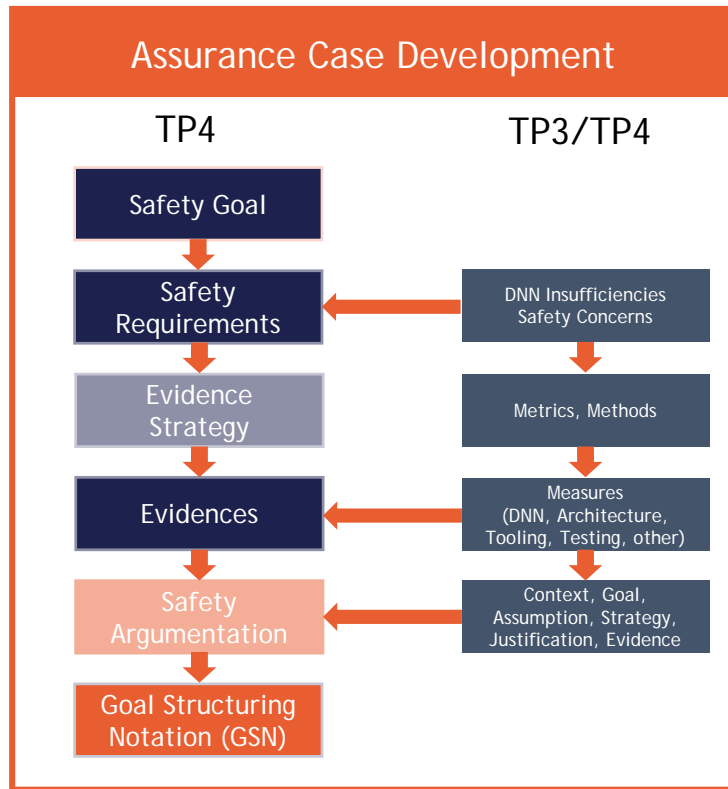 Assurance Case Development
TP4
TP3/TP4
Safety Goal
Safety
Requirements
DNN Insufficiencies
Safety Concerns
Evidence
Strategy
Metrics, Methods
Evidences
Measures
(DNN, Architecture,
Tooling, Testing, other)
Safety
Argumentation
Context, Goal,
Assumption, Strategy,
Justification, Evidence
Goal Structuring
Notation (GSN)